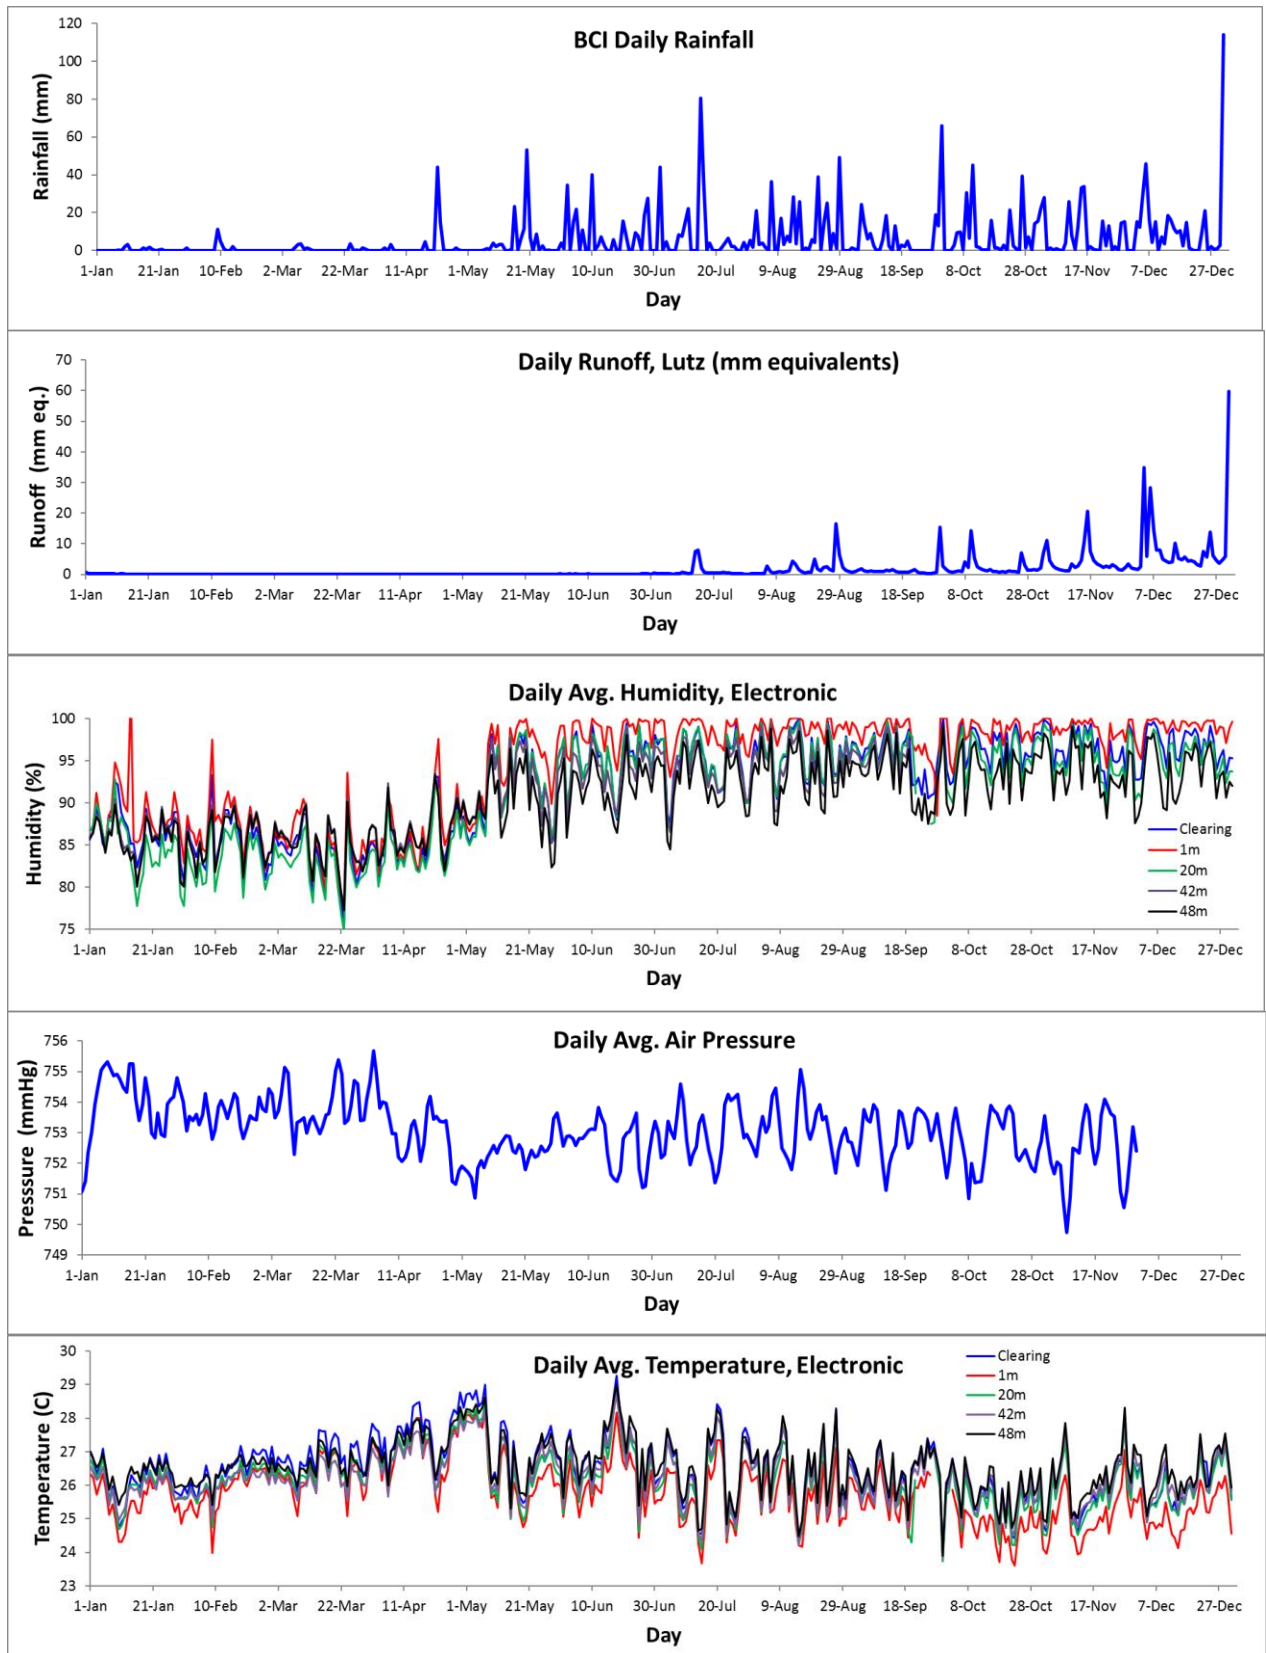 BCI Daily Rainfall
Rainfall (mm)
120
100
80
60
40
20
0
1-Jan 21-Jan 10-Feb 2-Mar 22-Mar 11-Apr 1-May 21-May 10-Jun 30-Jun 20-Jul 9-Aug 29-Aug 18-Sep 8-Oct 28-Oct 17-Nov 7-Dec 27-Dec
Day
Daily Runoff, Lutz (mm equivalents)
Runoff (mm eq.)
70
60
50
40
30
20
10
0
1-Jan 21-Jan 10-Feb 2-Mar 22-Mar 11-Apr 1-May 21-May 10-Jun 30-Jun 20-Jul 9-Aug 29-Aug 18-Sep 8-Oct 28-Oct 17-Nov 7-Dec 27-Dec
Day
Daily Avg. Humidity, Electronic
Humidity (%)
100
95
90
85
80
75
Clearing
1m
20m
42m
48m
1-Jan 21-Jan 10-Feb 2-Mar 22-Mar 11-Apr 1-May 21-May 10-Jun 30-Jun 20-Jul 9-Aug 29-Aug 18-Sep 8-Oct 28-Oct 17-Nov 7-Dec 27-Dec
Day
Daily Avg. Air Pressure
Presssure (mmHg)
756
755
754
753
752
751
750
749
1-Jan 21-Jan 10-Feb 2-Mar 22-Mar 11-Apr 1-May 21-May 10-Jun 30-Jun 20-Jul 9-Aug 29-Aug 18-Sep 8-Oct 28-Oct 17-Nov 7-Dec 27-Dec
Day
Daily Avg. Temperature, Electronic
Temperature (C)
30
29
28
27
26
25
24
23
Clearing
1m
20m
42m
48m
1-Jan 21-Jan 10-Feb 2-Mar 22-Mar 11-Apr 1-May 21-May 10-Jun 30-Jun 20-Jul 9-Aug 29-Aug 18-Sep 8-Oct 28-Oct 17-Nov 7-Dec 27-Dec
Day